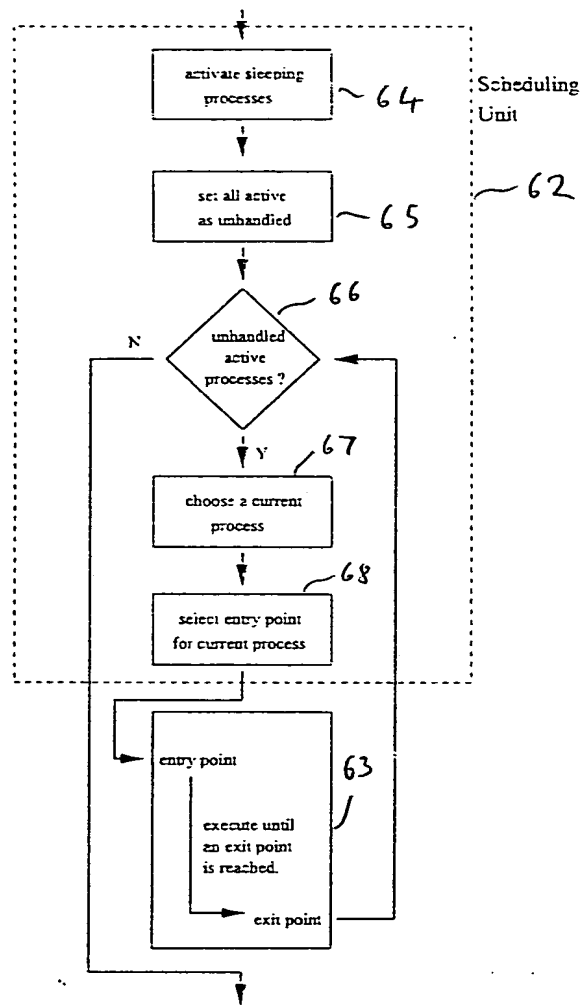 activate sleeping
processes
64
Scheduling
Unit
62
set all active
as unhandled
65
66
unhandled
active
processes ?
N
Y
67
choose a current
process
68
select entry point
for current process
entry point
63
execute until
an exit point
is reached.
exit point